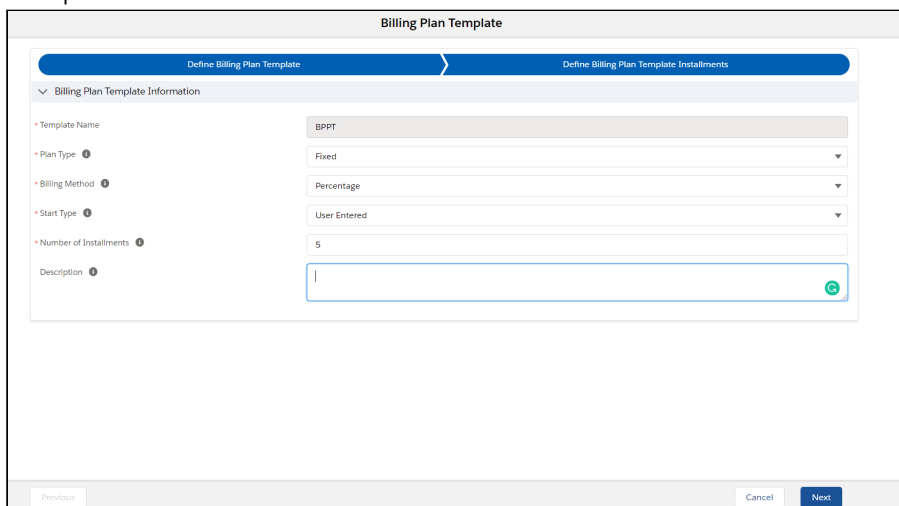 Billing Plan Template
Define Billing Plan Template
Define Billing Plan Template Installments
Billing Plan Template Information
* Template Name
BPPT
* Plan Type
Fixed
* Billing Method
Percentage
* Start Type
User Entered
* Number of Installments
5
Description
Previous
Cancel
Next